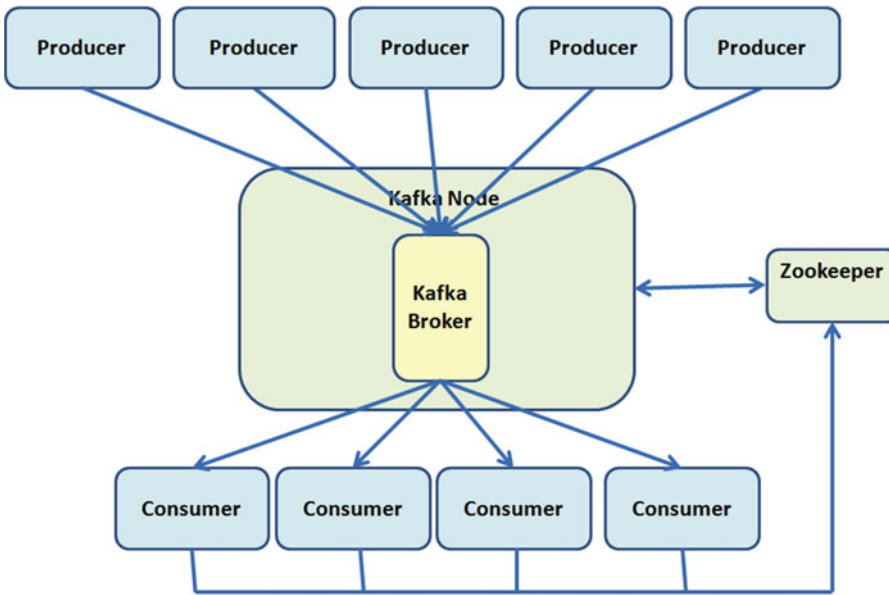 Producer
Producer
Producer
Producer
Producer
Kafka Node
Kafka
Broker
Zookeeper
Consumer
Consumer
Consumer
Consumer